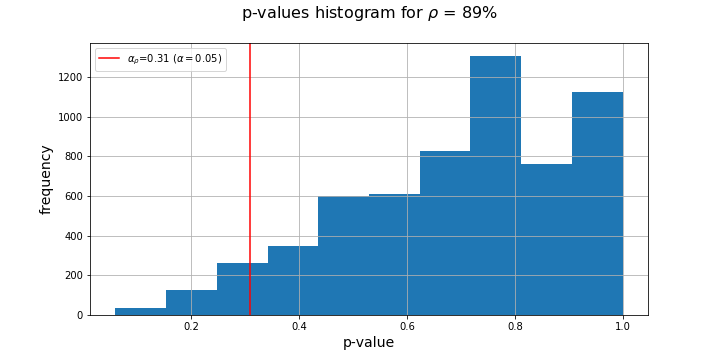 p-values histogram for ρ = 89%
α_ρ=0.31 (α = 0.05)
1200
1000
800
600
400
200
0
frequency
0.2 0.4 0.6 0.8 1.0
p-value